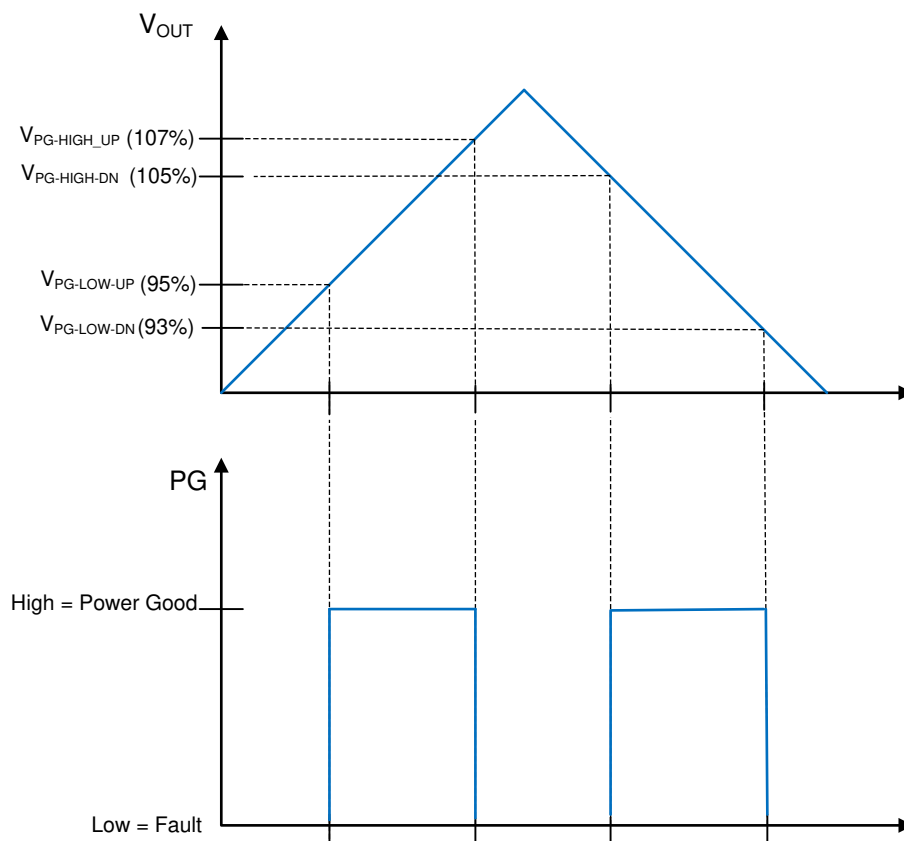 VOUT
VPG-HIGH_UP (107%)
VPG-HIGH-DN (105%)
VPG-LOW-UP (95%)
VPG-LOW-DN (93%)
PG
High = Power Good
Low = Fault